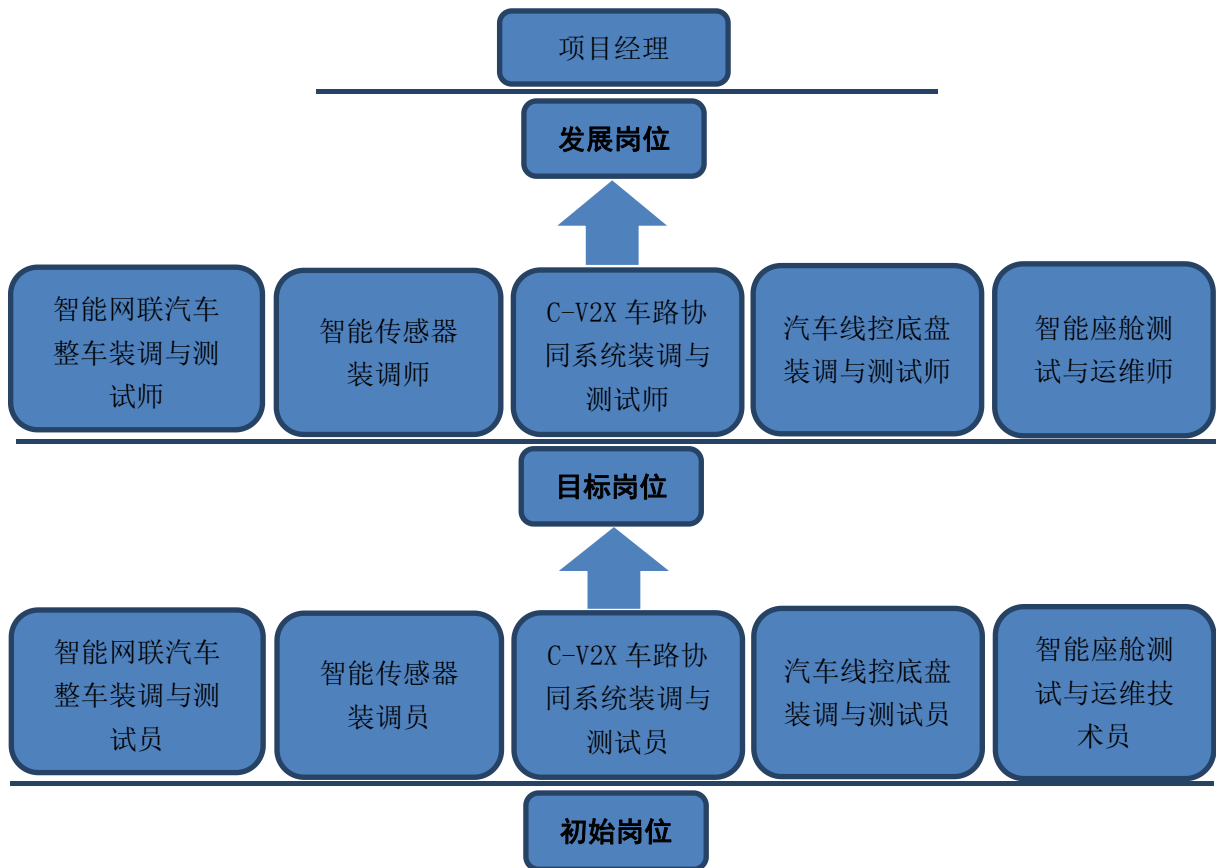 项目经理
发展岗位
智能网联汽车
整车装调与测
试师
智能传感器
装调师
C-V2X 车路协
同系统装调与
测试师
汽车线控底盘
装调与测试师
智能座舱测
试与运维师
目标岗位
智能网联汽车
整车装调与测
试员
智能传感器
装调员
C-V2X 车路协
同系统装调与
测试员
汽车线控底盘
装调与测试员
智能座舱测
试与运维技
术员
初始岗位